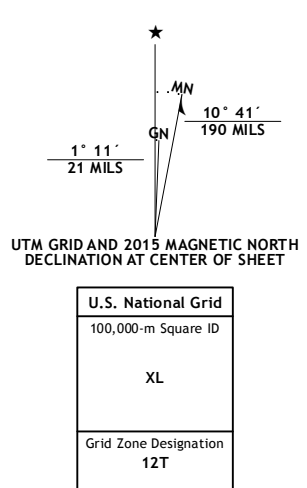 ★
MN
GN
10° 41´
190 MILS
1° 11´
21 MILS
UTM GRID AND 2015 MAGNETIC NORTH
DECLINATION AT CENTER OF SHEET
U.S. National Grid
100,000-m Square ID
XL
Grid Zone Designation
12T